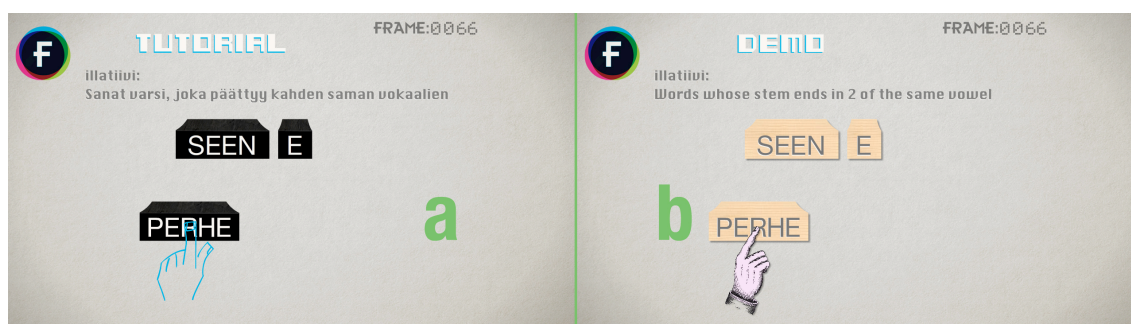 F
TUTORIAL
FRAME:0066
illatiivi:
Sanat varsi, joka päättyy kahden saman vokaalien
SEEN E
PERHE
a
F
DEMO
FRAME:0066
illatiivi:
Words whose stem ends in 2 of the same vowel
SEEN E
b
PERHE